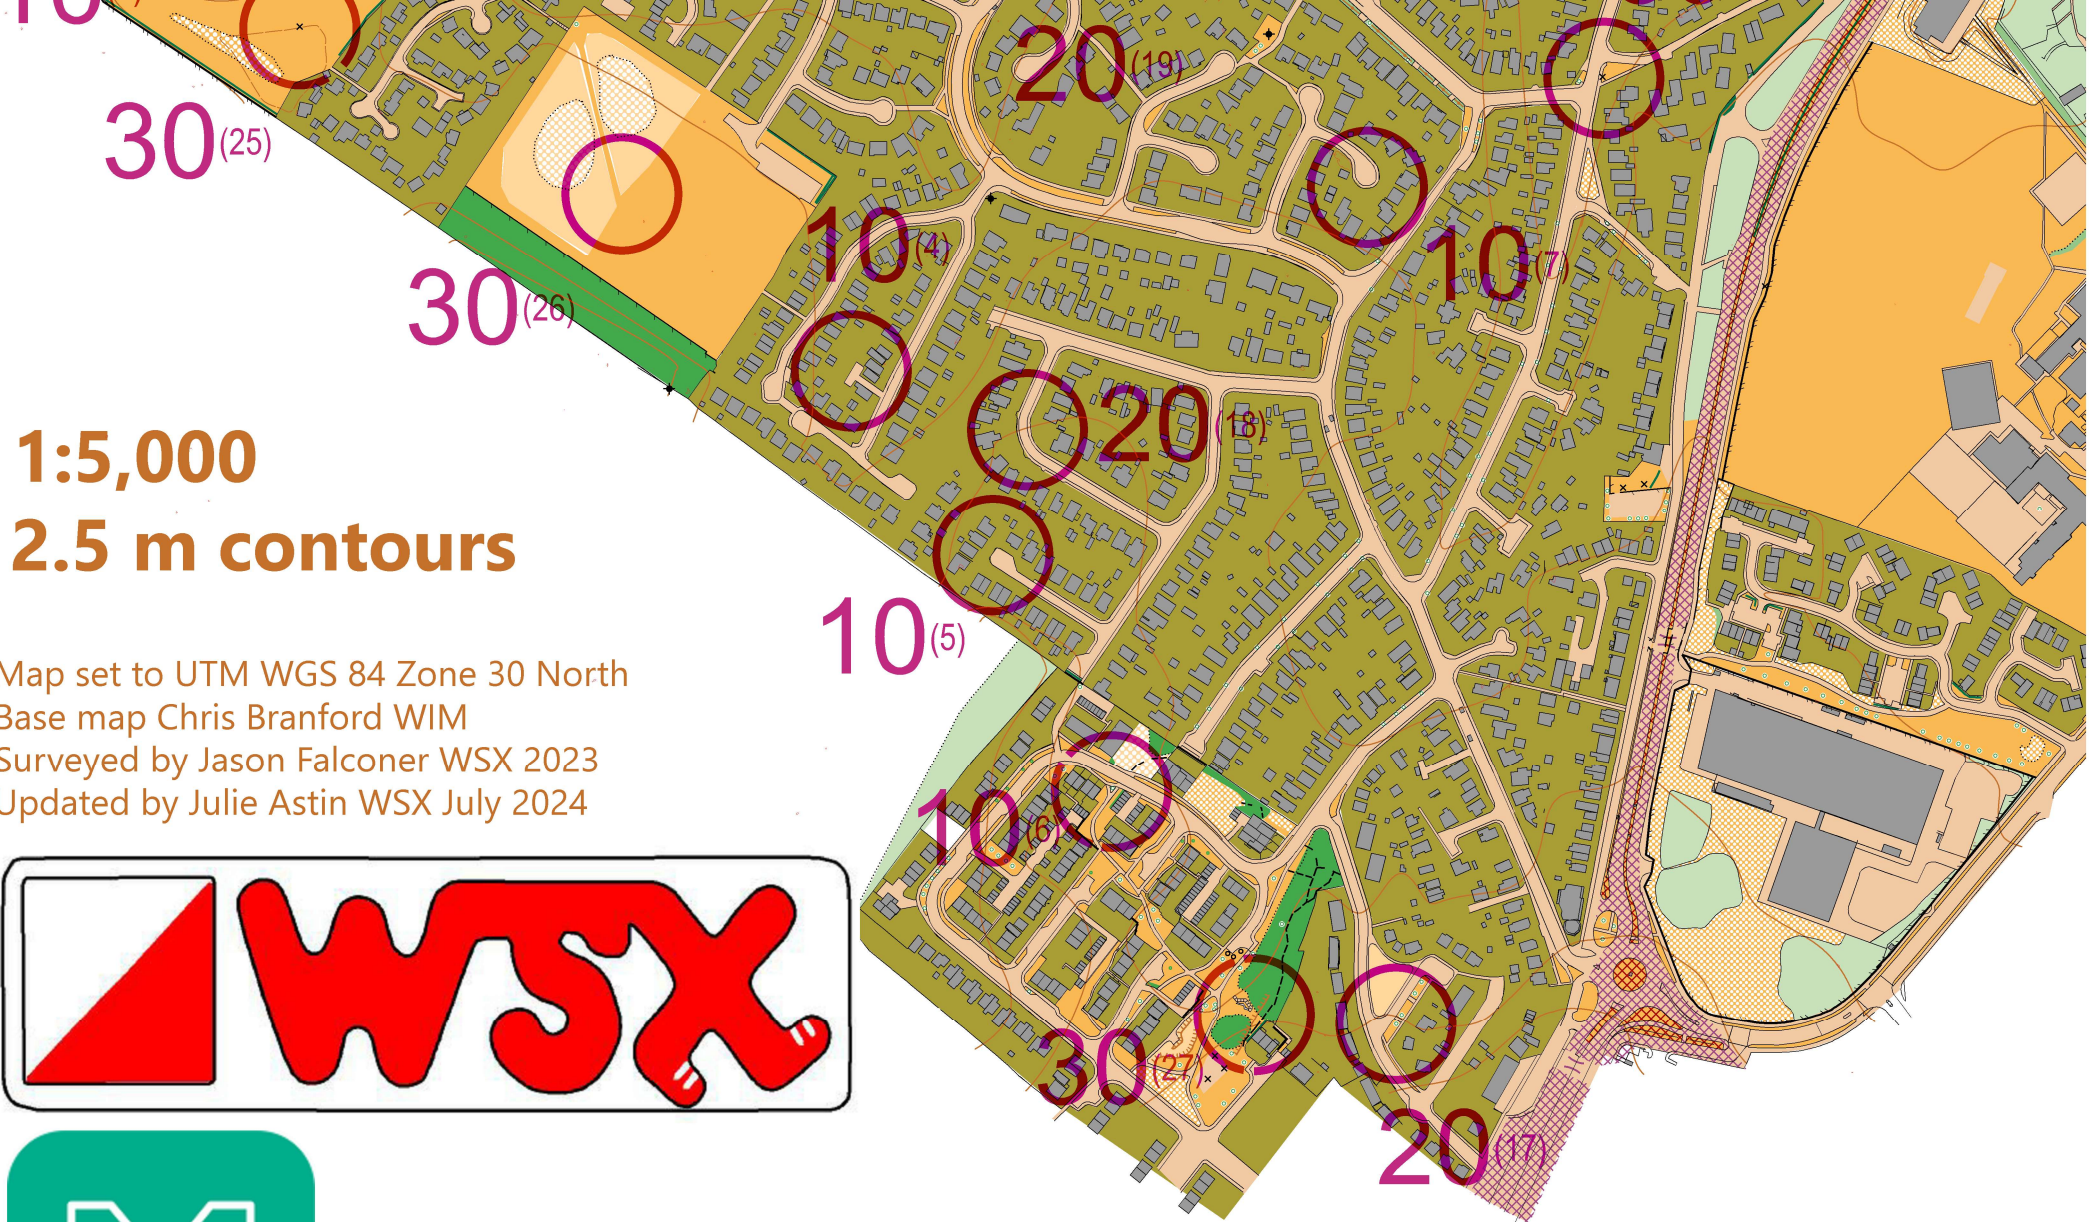 10
20(19)
30(25)
10(4)
10(7)
30(26)
20(18)
1:5,000
2.5 m contours
10(5)
Map set to UTM WGS 84 Zone 30 North
Base map Chris Branford WIM
Surveyed by Jason Falconer WSX 2023
Updated by Julie Astin WSX July 2024
10(6)
WSX
30(27)
20(17)